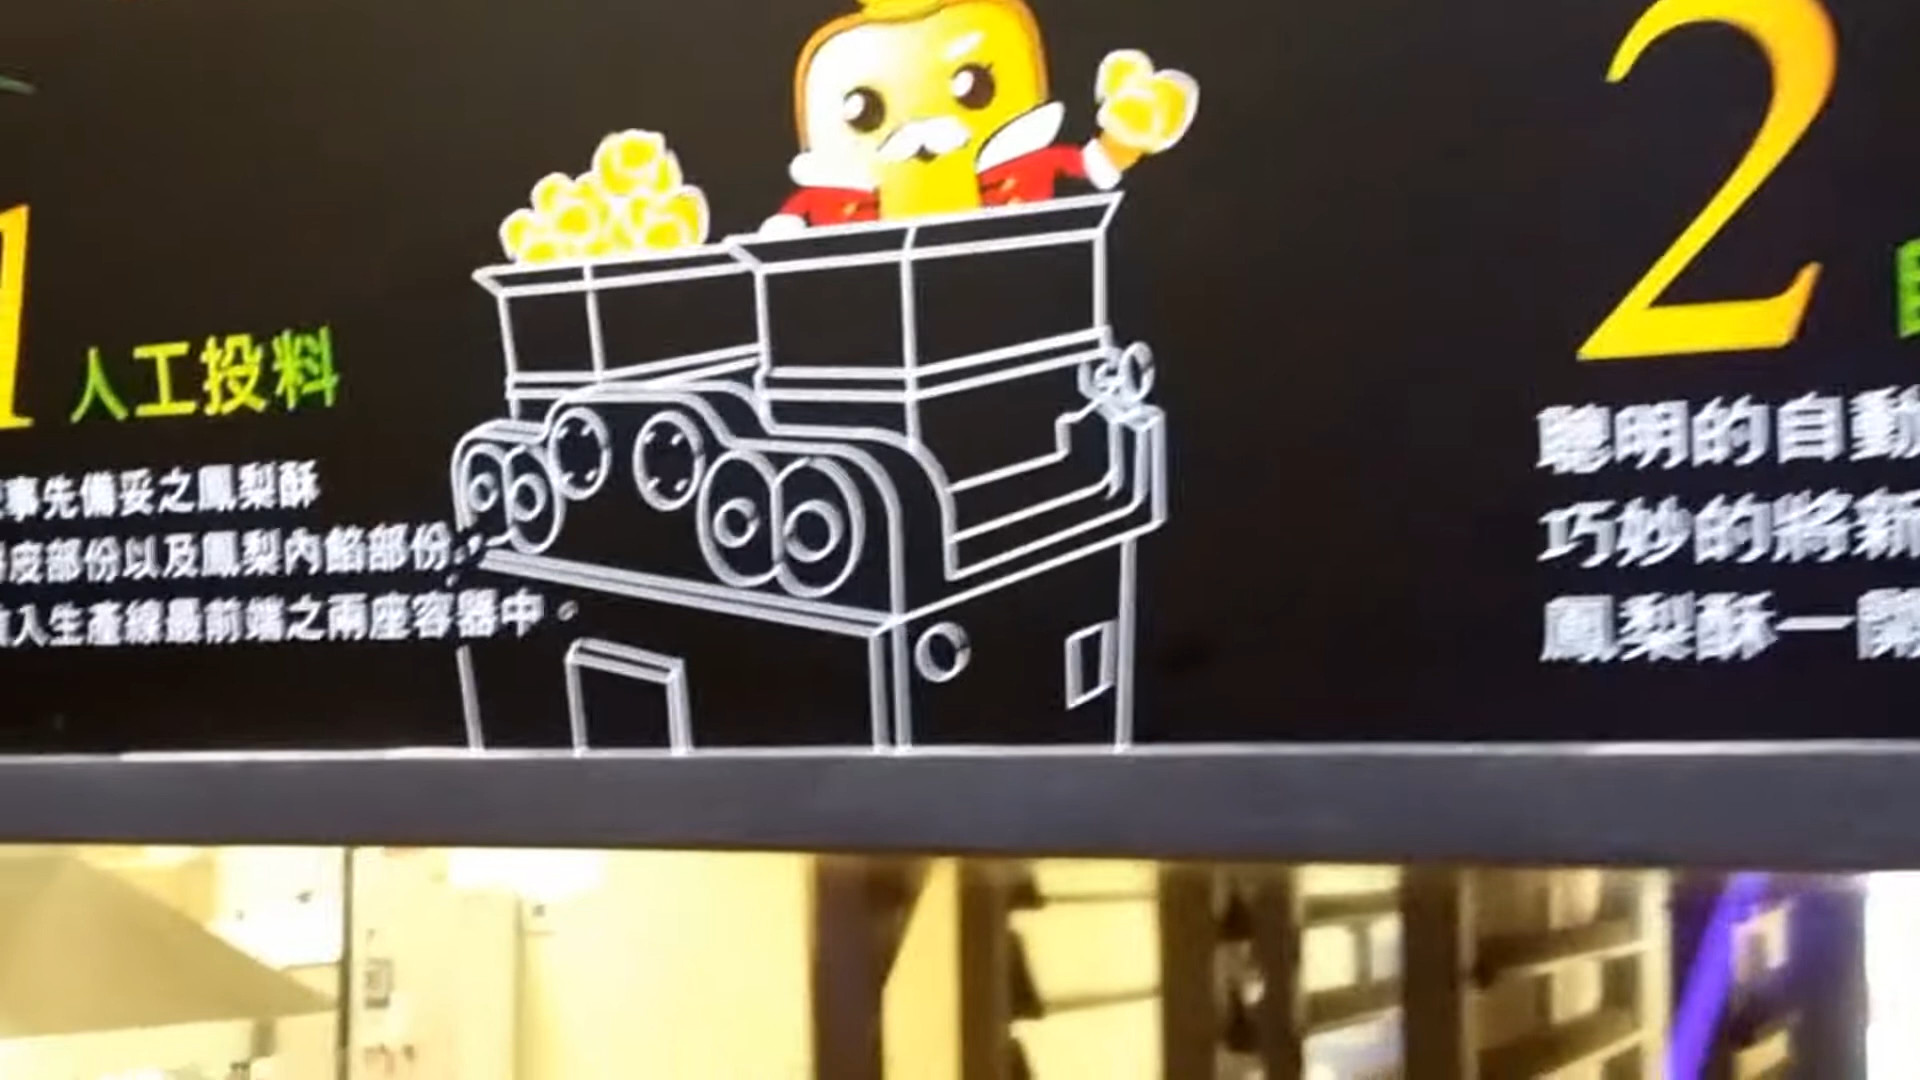 1
人工投料
事先備妥之鳳梨酥
皮部份以及鳳梨內餡部份,
入生產線最前端之兩座容器中。
2
聰明的自動
巧妙的將新
鳳梨酥一開